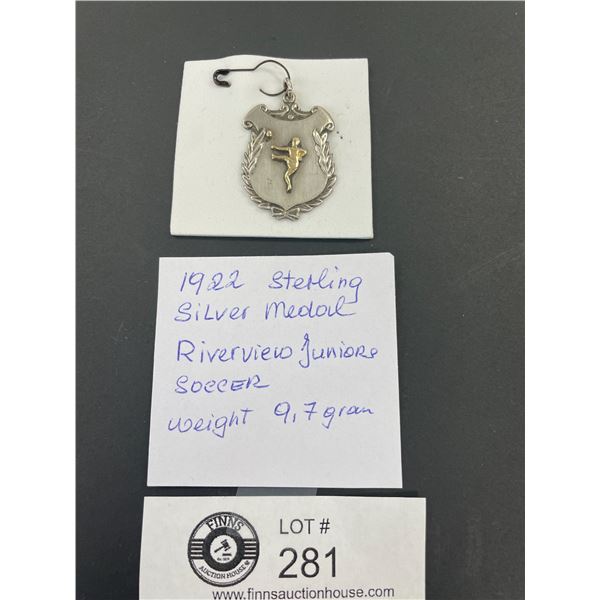 1922 Sterling
Silver Medal
Riverview Juniors
SOCCER
weight 9,7 gram
LOT #
281
FINNS
AUCTION HOUSE
www.finnsauctionhouse.com